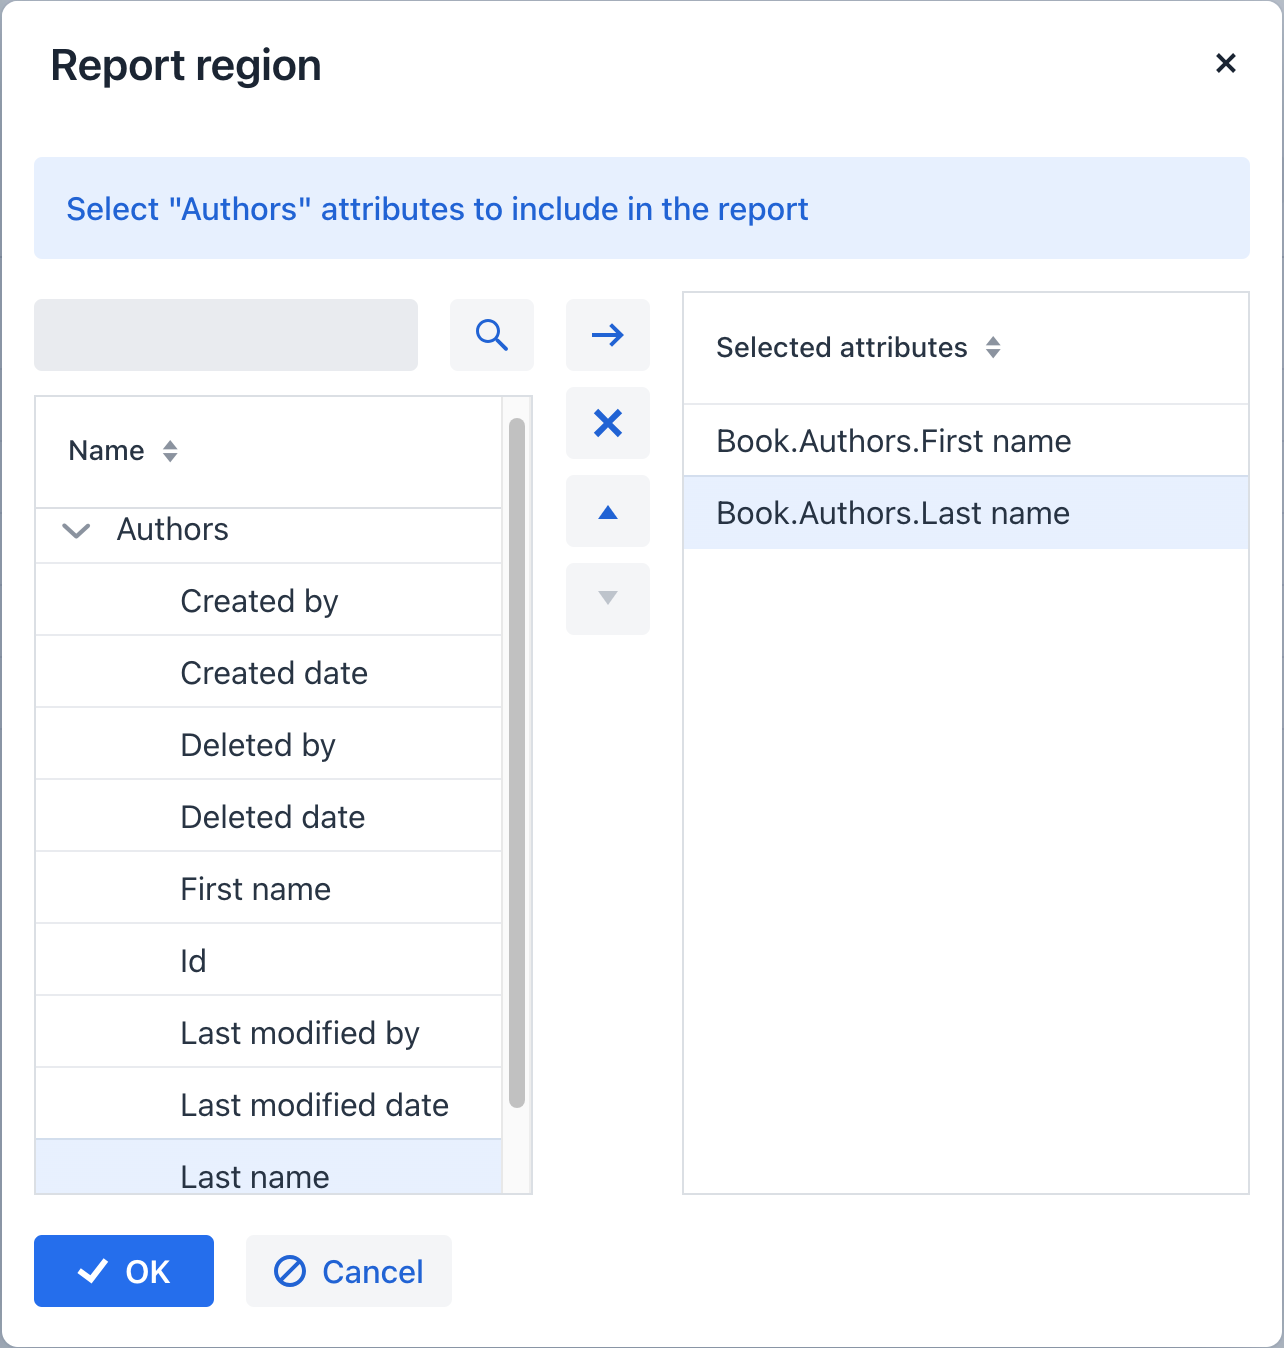 Report region
Select "Authors" attributes to include in the report
Name
Authors
Created by
Created date
Deleted by
Deleted date
First name
Id
Last modified by
Last modified date
Last name
Selected attributes
Book.Authors.First name
Book.Authors.Last name
OK
Cancel